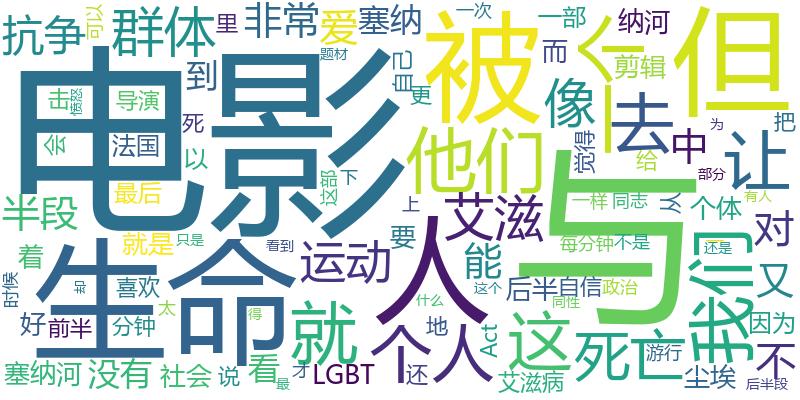 抗争
群体
里
非常
爱
塞纳
一次
一部
纳河
可以
到
题材
自己
而
剪辑
个
但
电影
被
像
去
更
击
愤怒
导演
死
中
把
会
法国
以
他们
觉得
给
为
让
与
最后
这部
下
部分
半段
一样
同志
从
个体
有人
对
着
就是
只是
看到
上
艾滋
要
每分钟
不是
一
还是
我们
生命
人
运动
能
又
时候
却
喜欢
太
什么
这个
后半
自信
政治
好
前半
分钟
得
就
个人
地
Act
这
同性
死亡
游行
因为
不
塞纳河
没有
社会
说
看
最
才
LGBT
还
艾滋病
尘埃
后半段